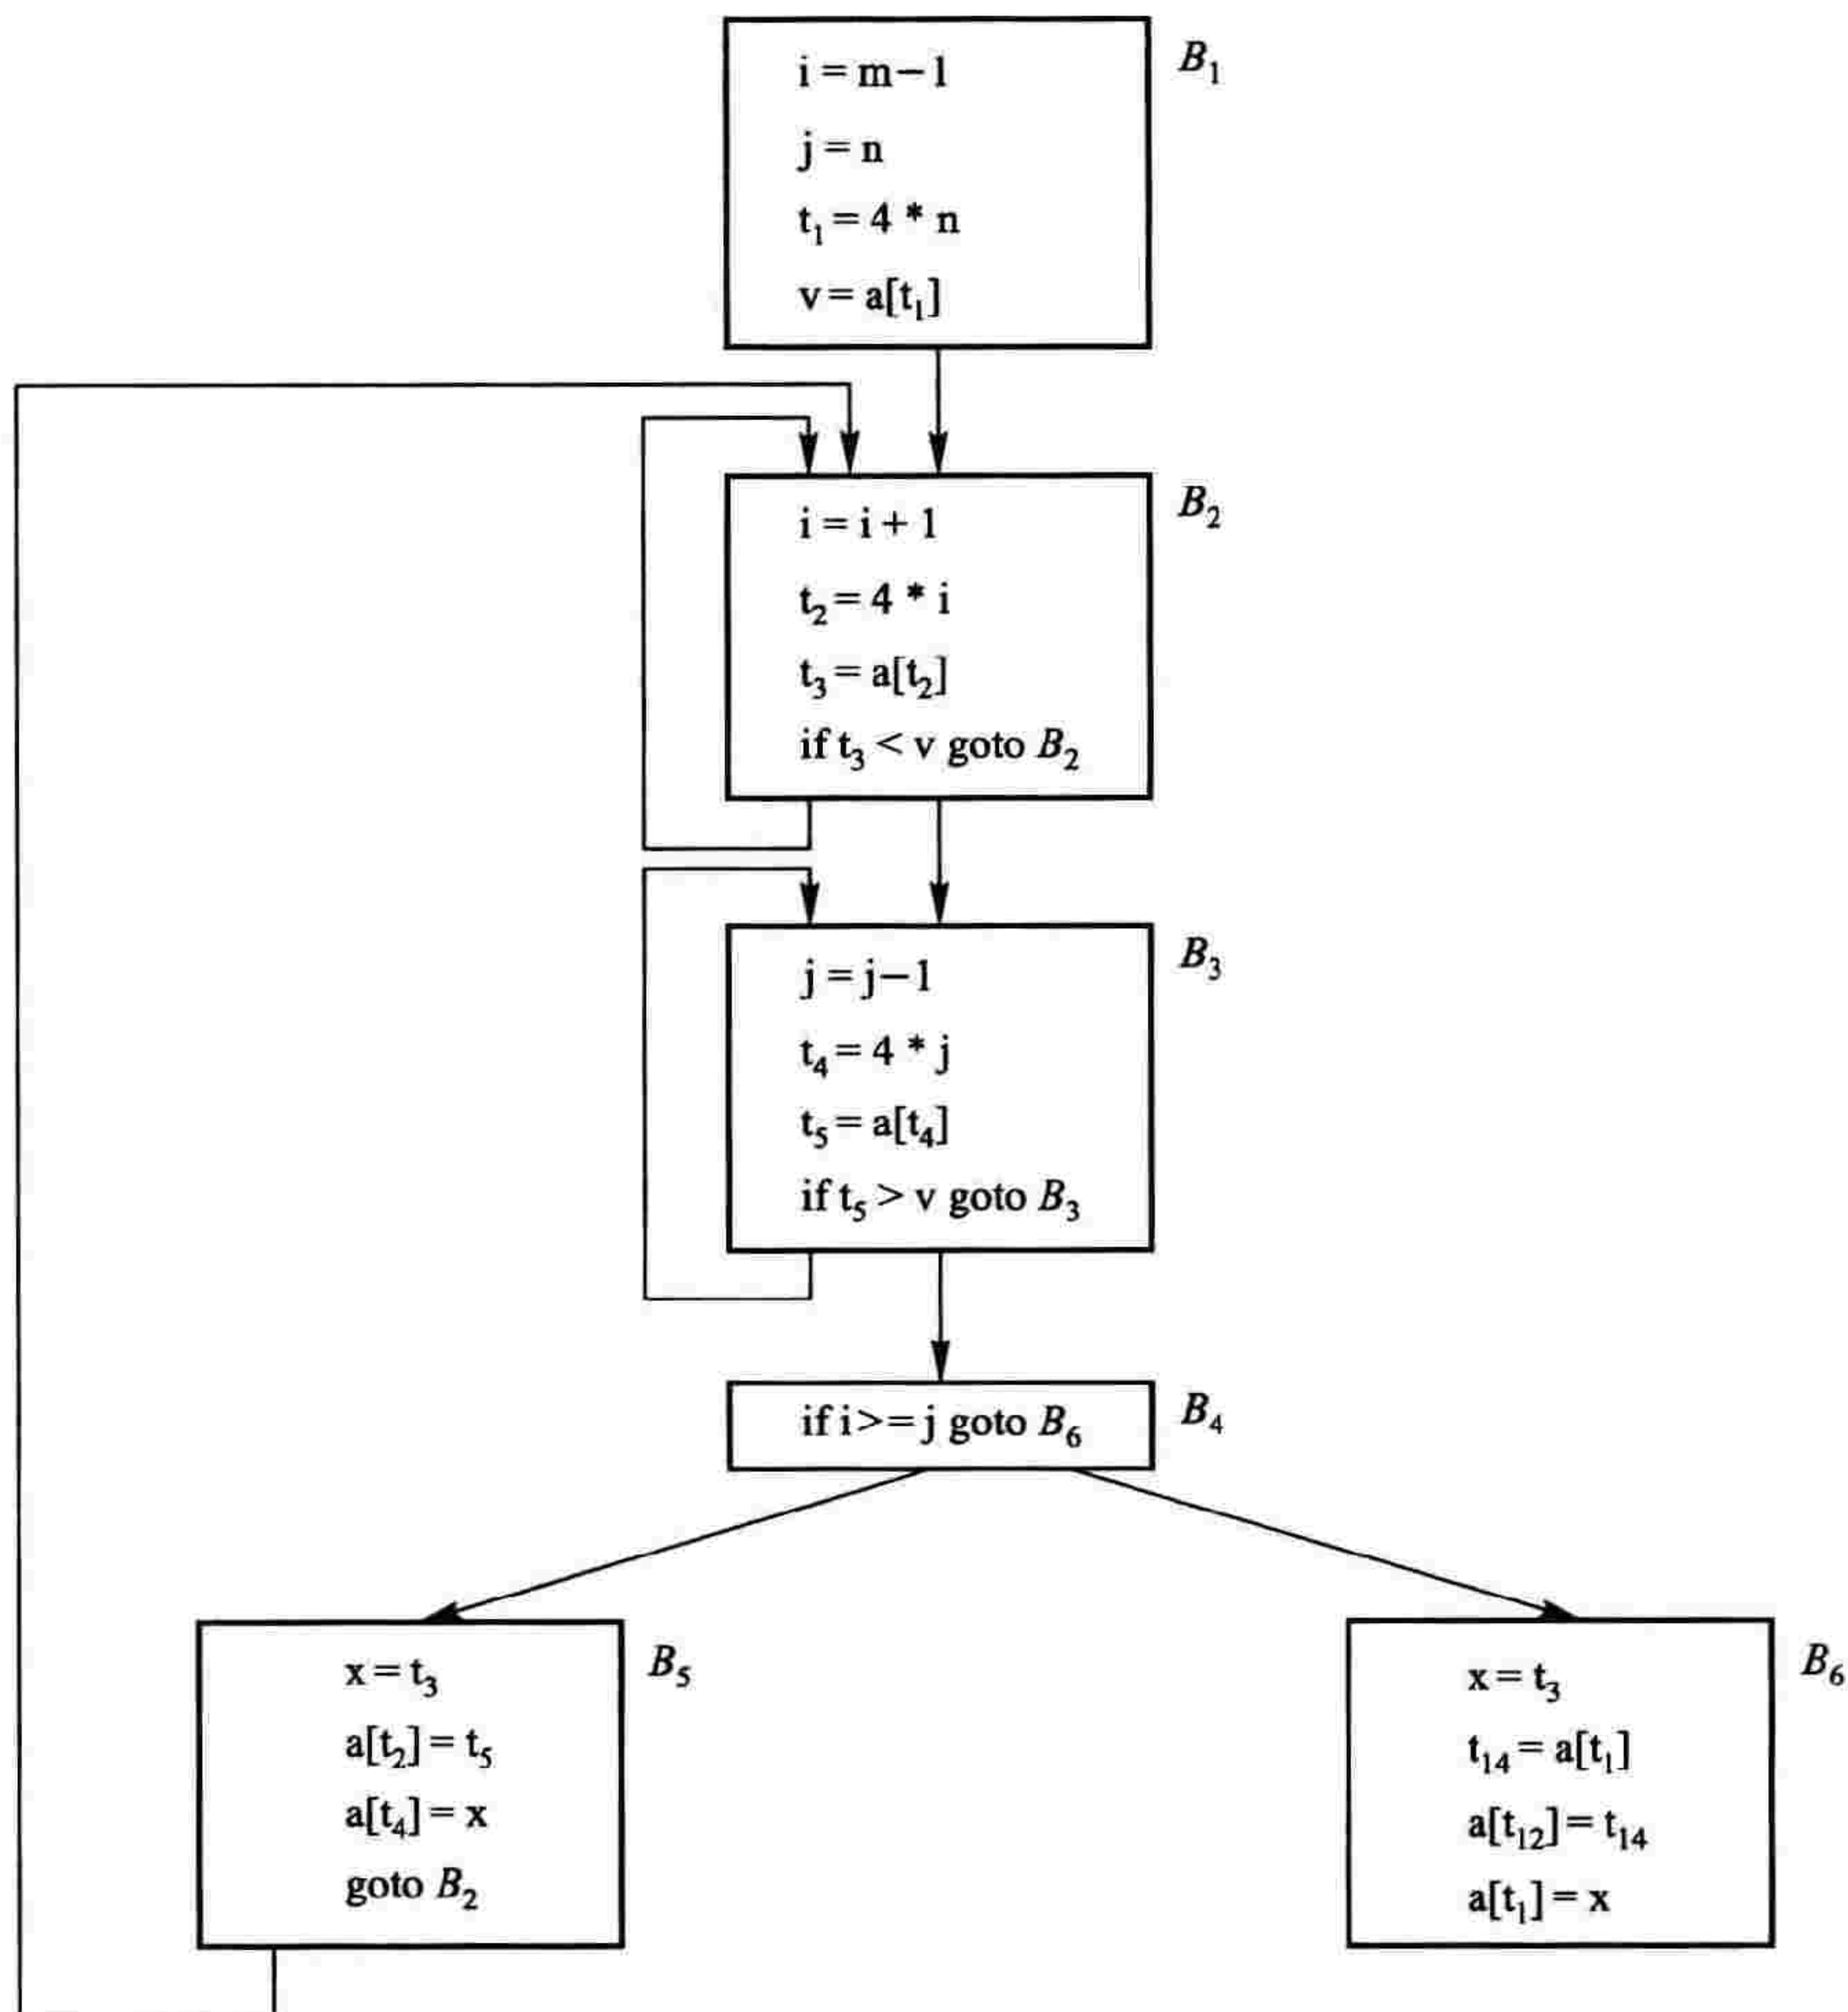 i = m−1
j = n
t₁ = 4 * n
v = a[t₁]
B₁
i = i + 1
t₂ = 4 * i
t₃ = a[t₂]
if t₃ < v goto B₂
B₂
j = j−1
t₄ = 4 * j
t₅ = a[t₄]
if t₅ > v goto B₃
B₃
if i >= j goto B₆
B₄
x = t₃
a[t₂] = t₅
a[t₄] = x
goto B₂
B₅
x = t₃
t₁₄ = a[t₁]
a[t₁₂] = t₁₄
a[t₁] = x
B₆